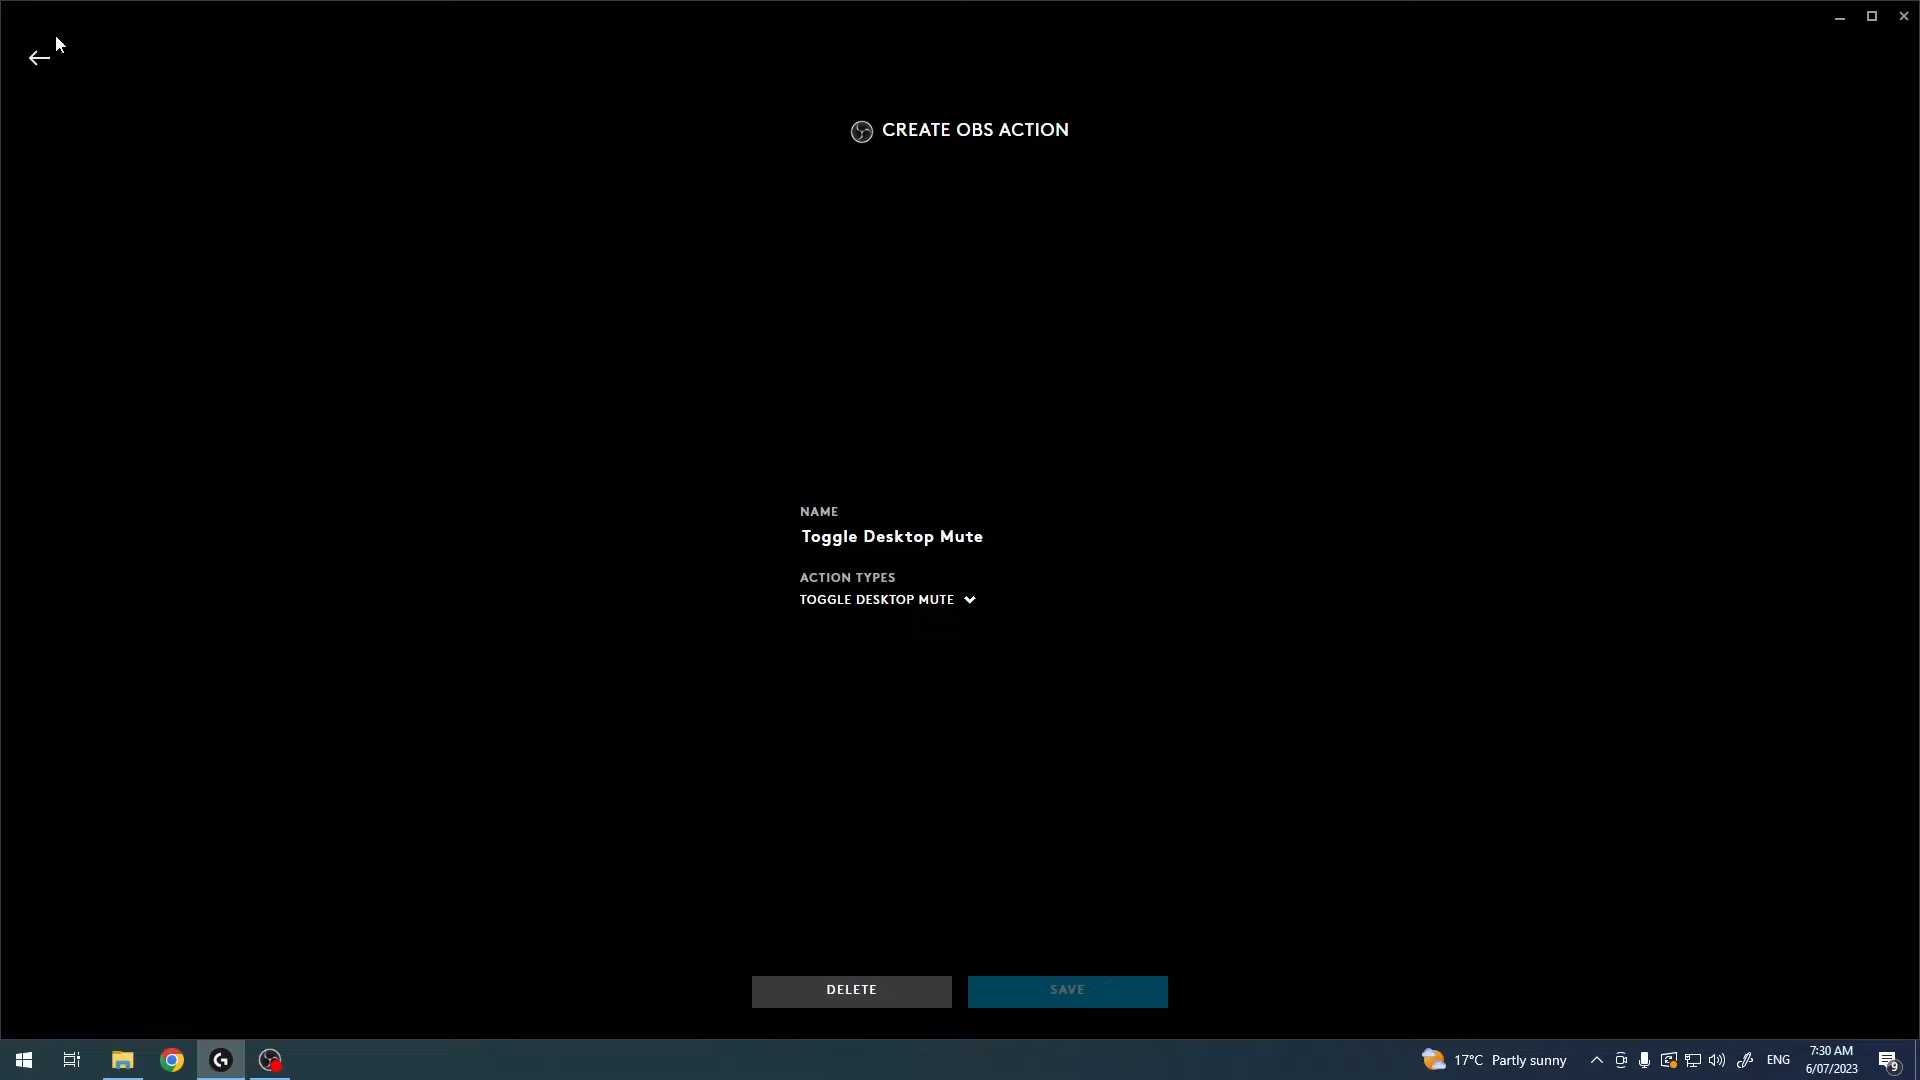 CREATE OBS ACTION
NAME
Toggle Desktop Mute
ACTION TYPES
TOGGLE DESKTOP MUTE
DELETE
SAVE
17°C Partly sunny
ENG
7:30 AM
6/07/2023
9